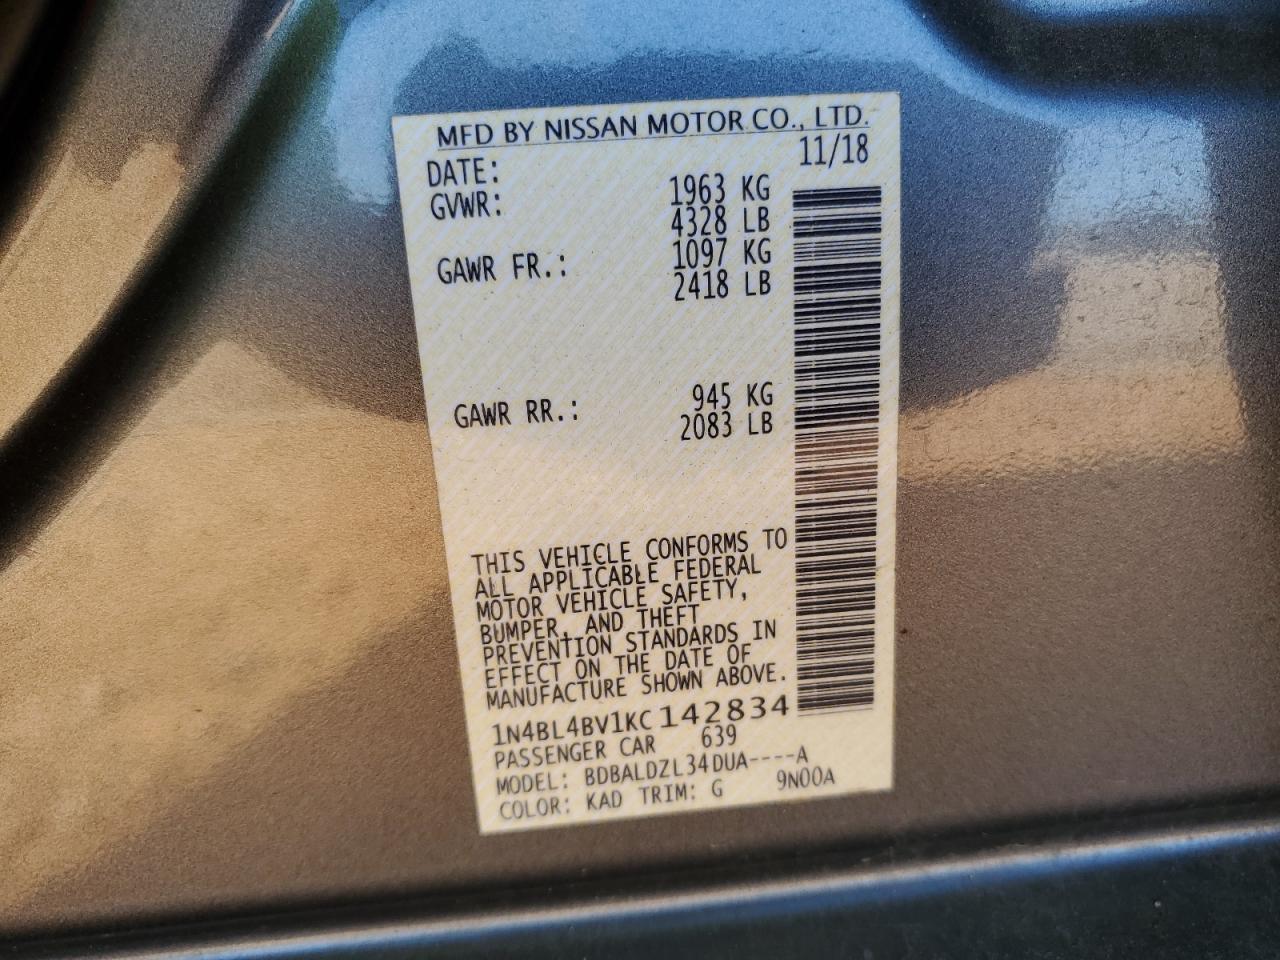 MFD BY NISSAN MOTOR CO., LTD.
DATE: 11/18
GVWR: 1963 KG
4328 LB
GAWR FR.: 1097 KG
2418 LB
GAWR RR.: 945 KG
2083 LB
THIS VEHICLE CONFORMS TO
ALL APPLICABLE FEDERAL
MOTOR VEHICLE SAFETY,
BUMPER, AND THEFT
PREVENTION STANDARDS IN
EFFECT ON THE DATE OF
MANUFACTURE SHOWN ABOVE.
1N4BL4BV1KC142834
PASSENGER CAR 639
MODEL: BDBALDZL34DUA----A
COLOR: KAD TRIM: G 9N00A